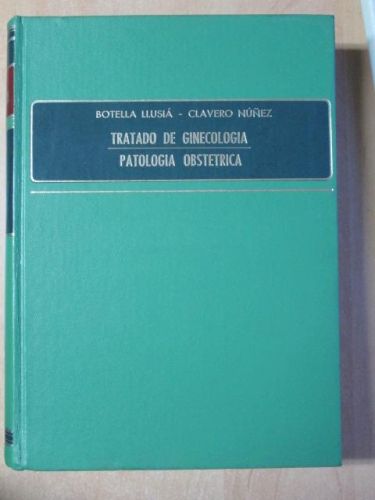 BOTELLA LLUSIÁ - CLAVERO NÚÑEZ
TRATADO DE GINECOLOGIA
PATOLOGIA OBSTETRICA